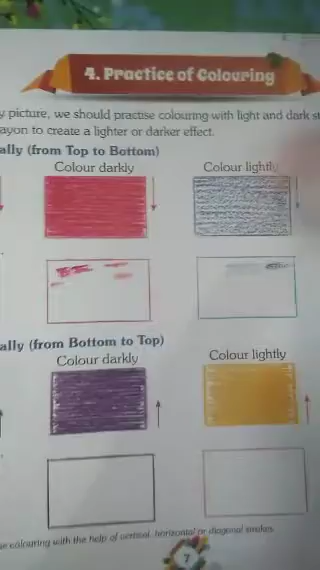 4. Practice of Colouring
y picture, we should practise colouring with light and dark st
ayon to create a lighter or darker effect.
ally (from Top to Bottom)
Colour darkly Colour lightly
ally (from Bottom to Top)
Colour darkly Colour lightly
e colouring with the help of vertical, horizontal or diagonal strokes.
7